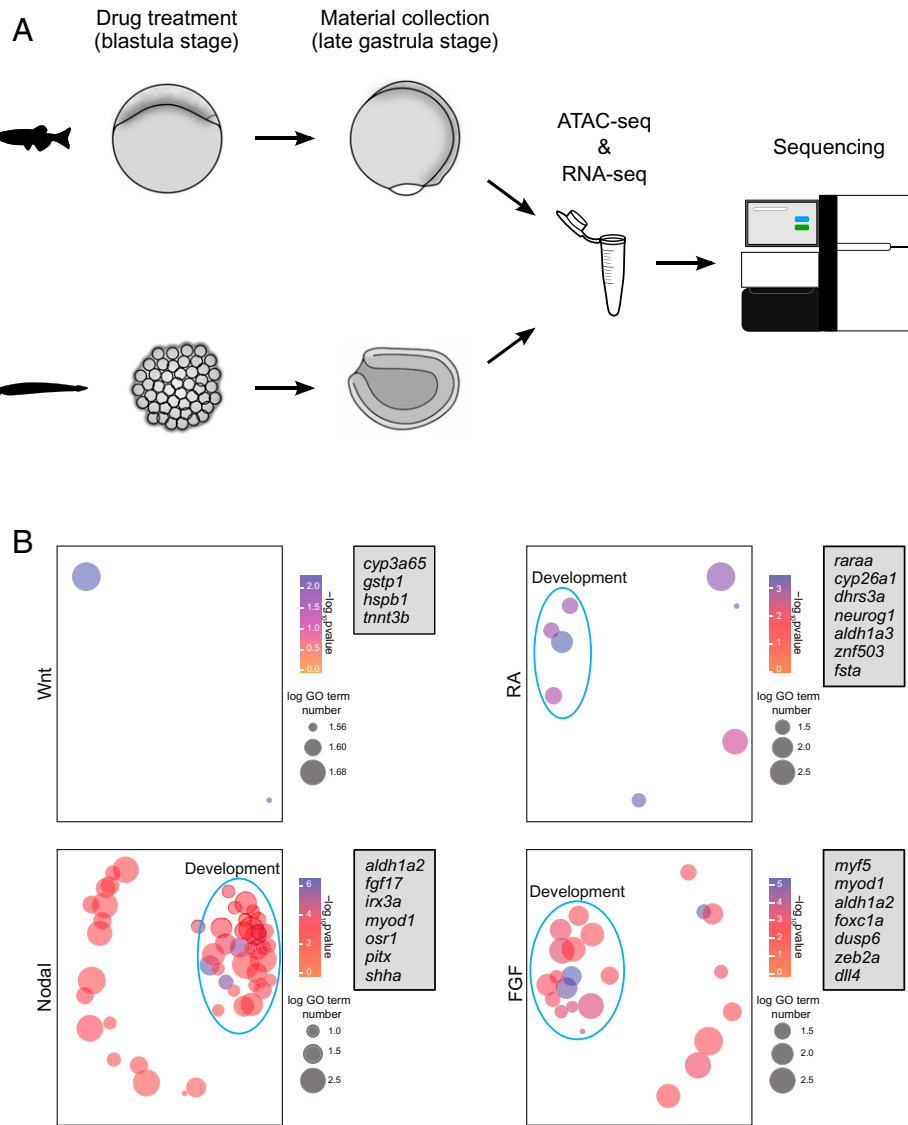 A
Drug treatment
(blastula stage)
Material collection
(late gastrula stage)
ATAC-seq
&
RNA-seq
Sequencing
B
Wnt
2.0
1.5
1.0
0.5
0.0
−log10pvalue
log GO term
number
1.56
1.60
1.68
cyp3a65
gstp1
hspb1
tnnt3b
RA
Development
3
2
1
0
−log10pvalue
log GO term
number
1.5
2.0
2.5
raraa
cyp26a1
dhrs3a
neurog1
aldh1a3
znf503
fsta
Nodal
Development
6
4
2
0
−log10pvalue
log GO term
number
1.0
1.5
2.5
aldh1a2
fgf17
irx3a
myod1
osr1
pitx
shha
FGF
Development
5
4
3
2
1
0
−log10pvalue
log GO term
number
1.5
2.0
2.5
myf5
myod1
aldh1a2
foxc1a
dusp6
zeb2a
dll4